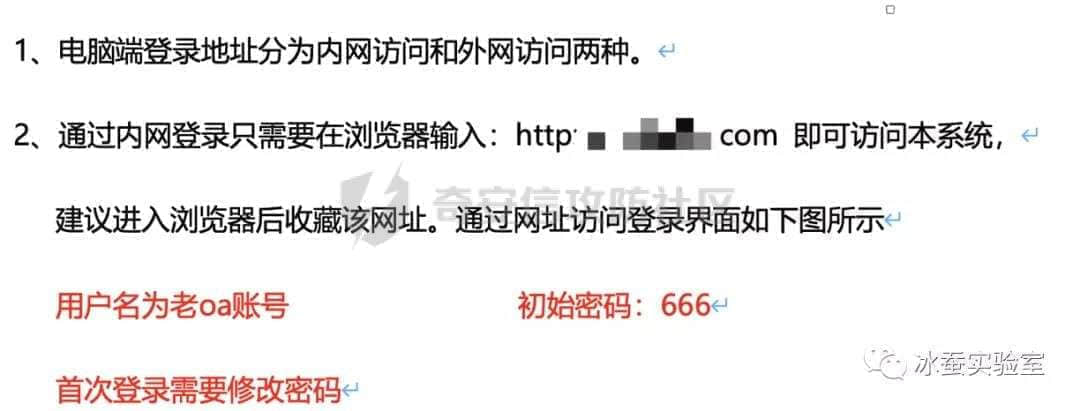 1、电脑端登录地址分为内网访问和外网访问两种。
2、通过内网登录只需要在浏览器输入：http com 即可访问本系统，
奇安信攻防社区
建议进入浏览器后收藏该网址。通过网址访问登录界面如下图所示
用户名为老oa账号 初始密码：666
首次登录需要修改密码
冰蚕实验室